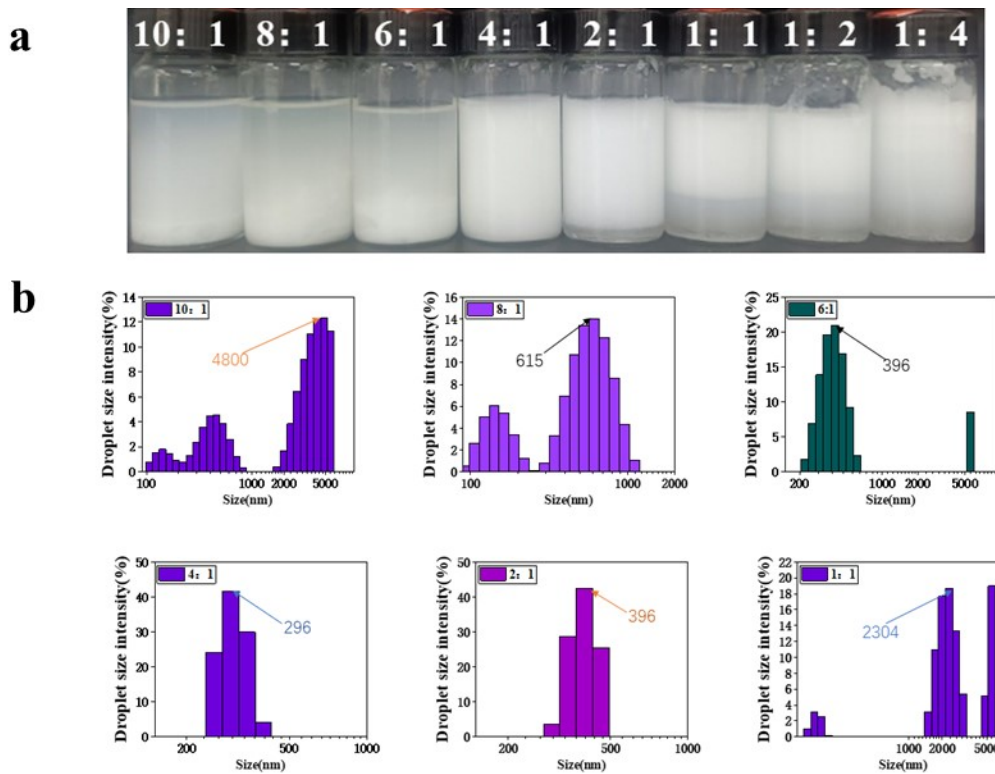 a
10：1 8：1 6：1 4：1 2：1 1：1 1：2 1：4
b
Droplet size intensity(%)
14
12
10
8
6
4
2
0
10：1
4800
100 1000 2000 5000
Size(nm)
Droplet size intensity(%)
16
14
12
10
8
6
4
2
0
8：1
615
100 1000 2000
Size(nm)
Droplet size intensity(%)
25
20
15
10
5
0
6:1
396
200 1000 2000 5000
Size(nm)
Droplet size intensity(%)
50
40
30
20
10
0
4：1
296
200 500 1000
Size(nm)
Droplet size intensity(%)
50
40
30
20
10
0
2：1
396
200 500 1000
Size(nm)
Droplet size intensity(%)
22
20
18
16
14
12
10
8
6
4
2
0
1：1
2304
1000 2000 5000
Size(nm)